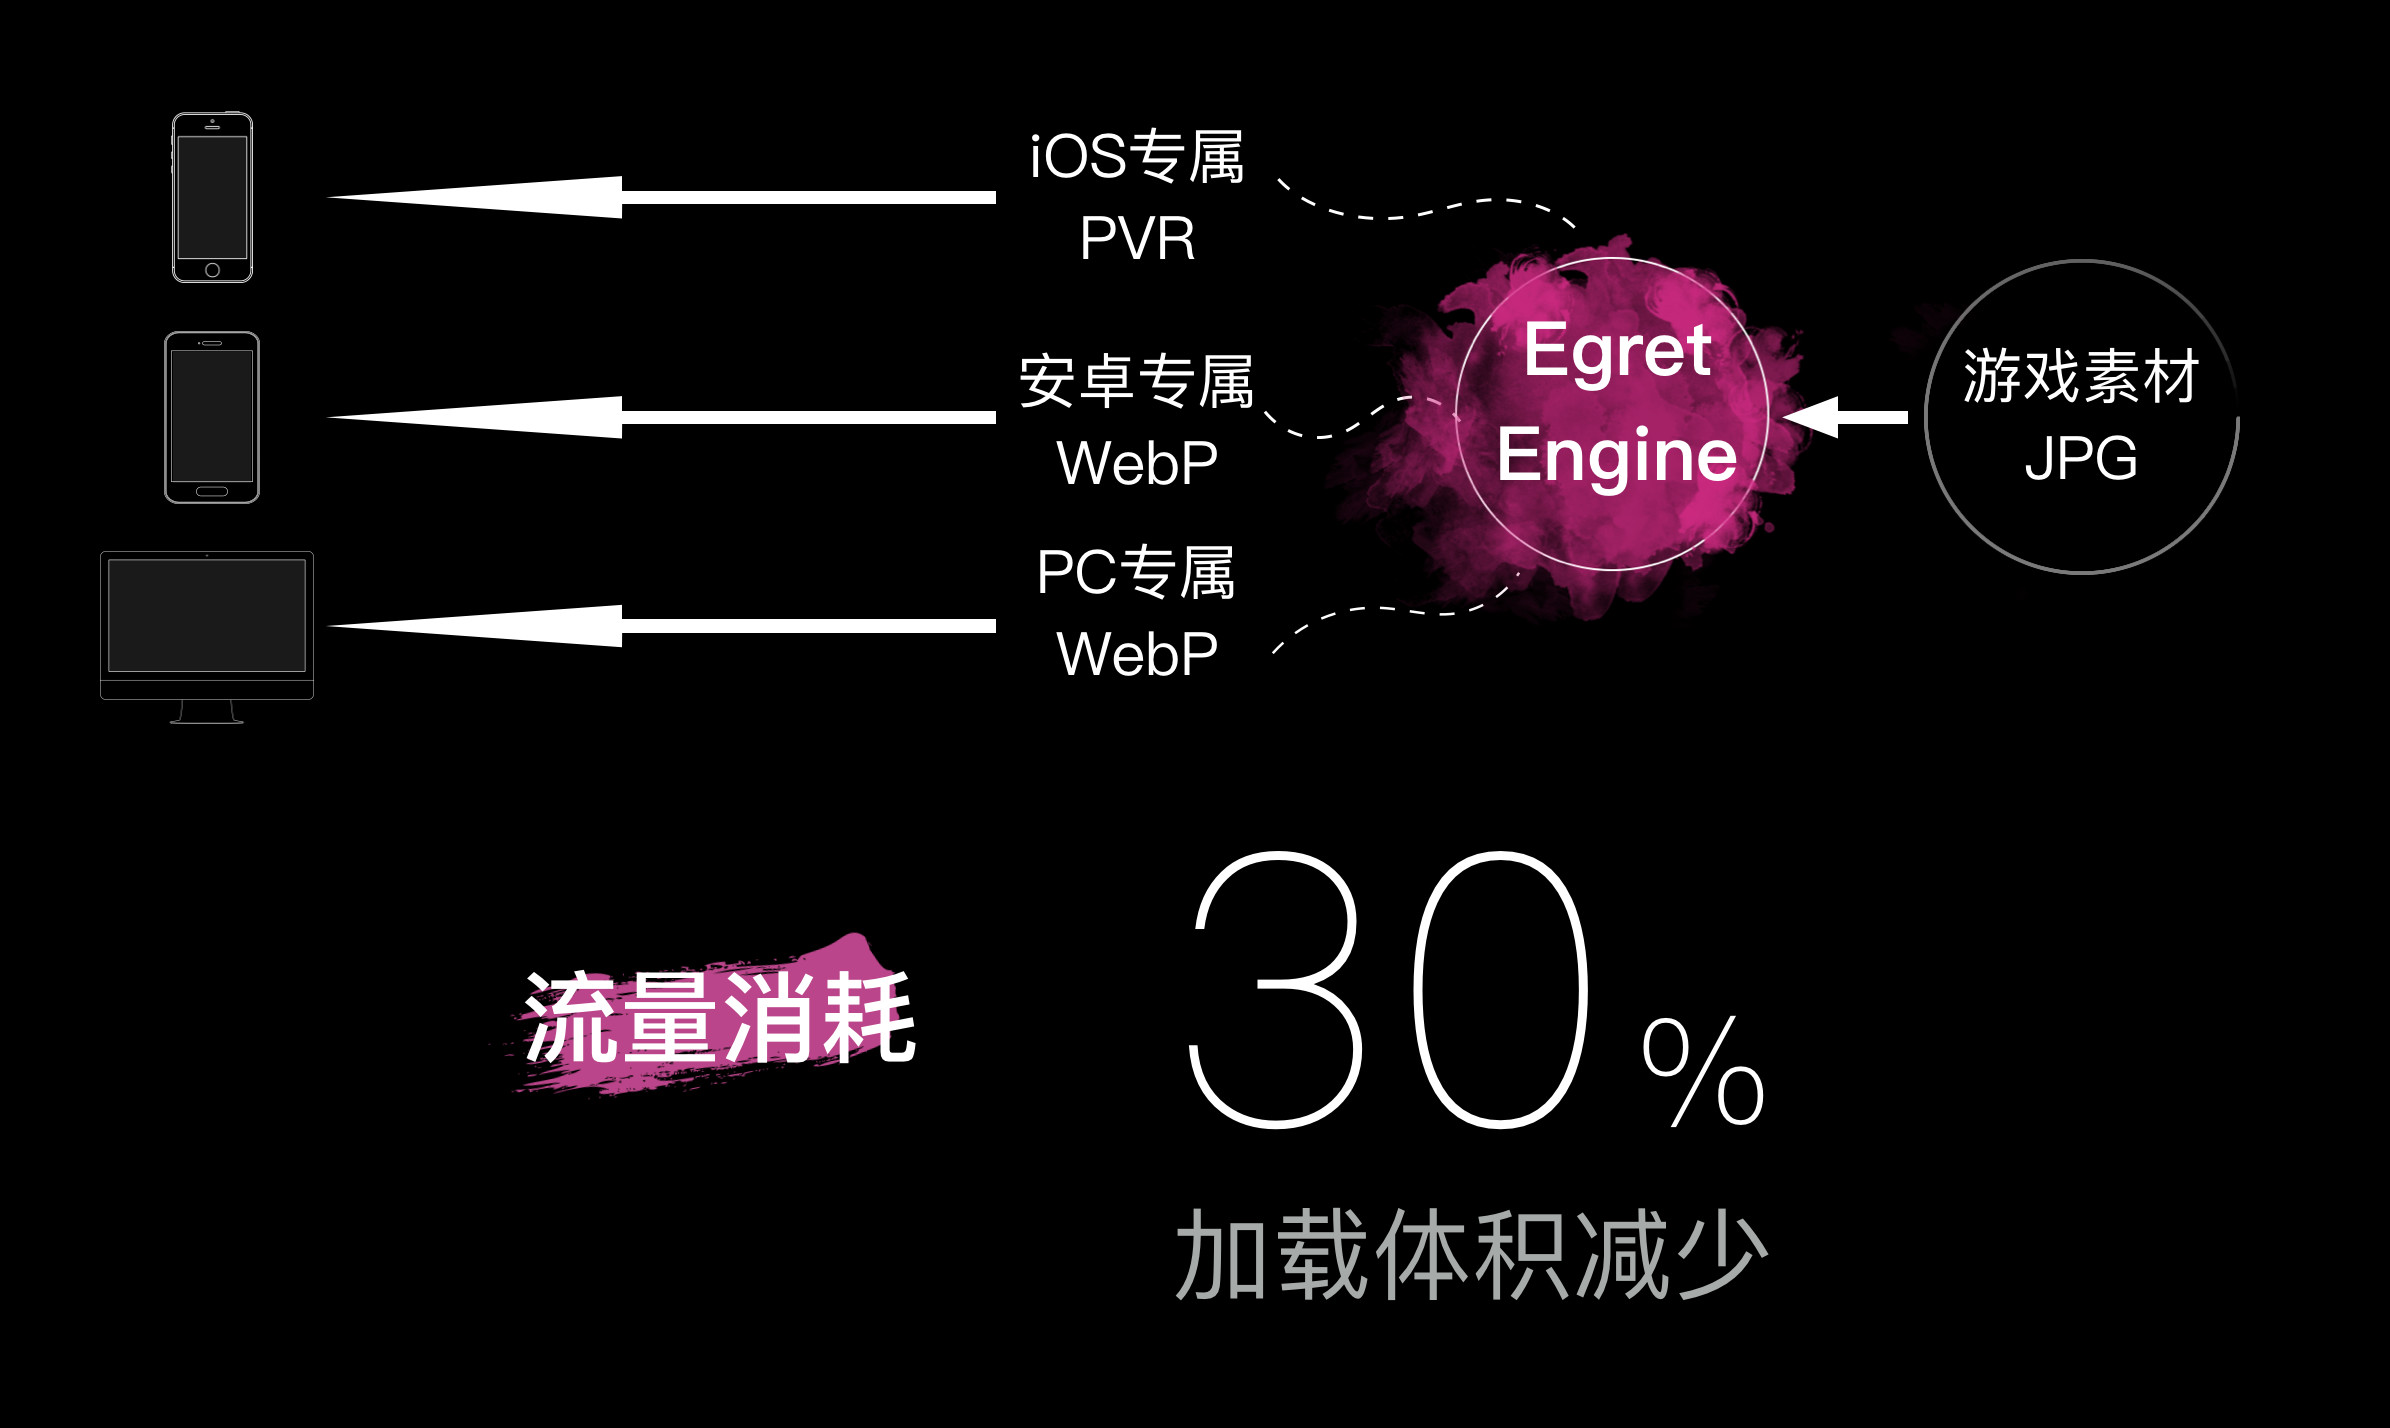 iOS专属
PVR
安卓专属
WebP
PC专属
WebP
Egret
Engine
游戏素材
JPG
流量消耗
30%
加载体积减少